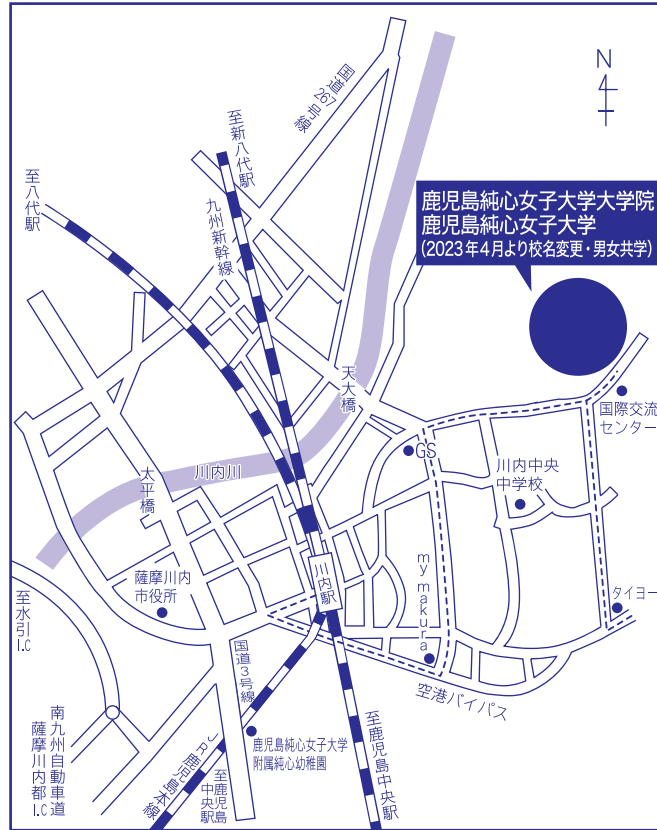 国道267号線
N
至新八代駅
至八代駅
九州新幹線
鹿児島純心女子大学大学院
鹿児島純心女子大学
(2023年4月より校名変更・男女共学)
天大橋
国際交流
センター
GS
川内中央
中学校
川内川
太平橋
川内駅
my makura
薩摩川内
市役所
タイヨー
至水引I.C
国道3号線
空港バイパス
南九州自動車道
薩摩川内都I.C
鹿児島純心女子大学
附属純心幼稚園
JR鹿児島本線
至鹿児島
中央駅
至鹿児島中央駅